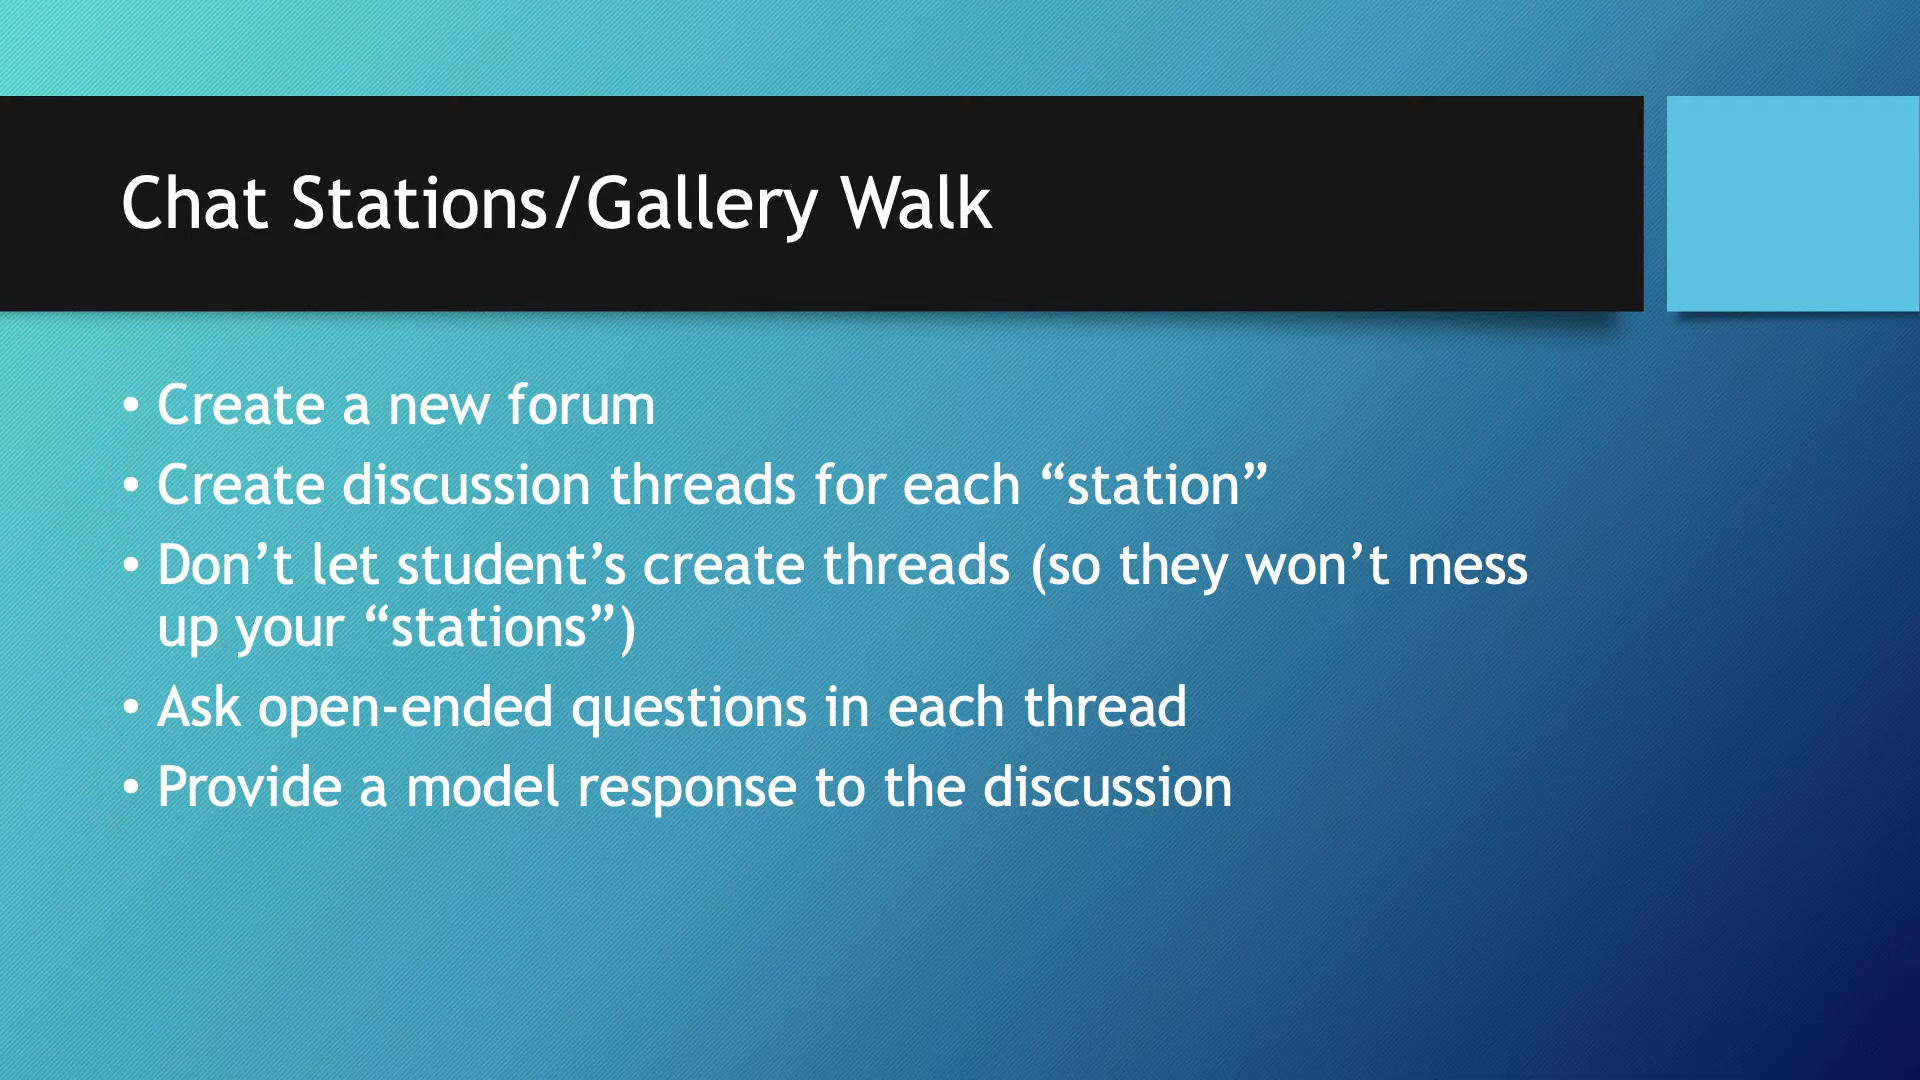 Chat Stations/Gallery Walk
• Create a new forum
• Create discussion threads for each “station”
• Don’t let student’s create threads (so they won’t mess
up your “stations”)
• Ask open-ended questions in each thread
• Provide a model response to the discussion